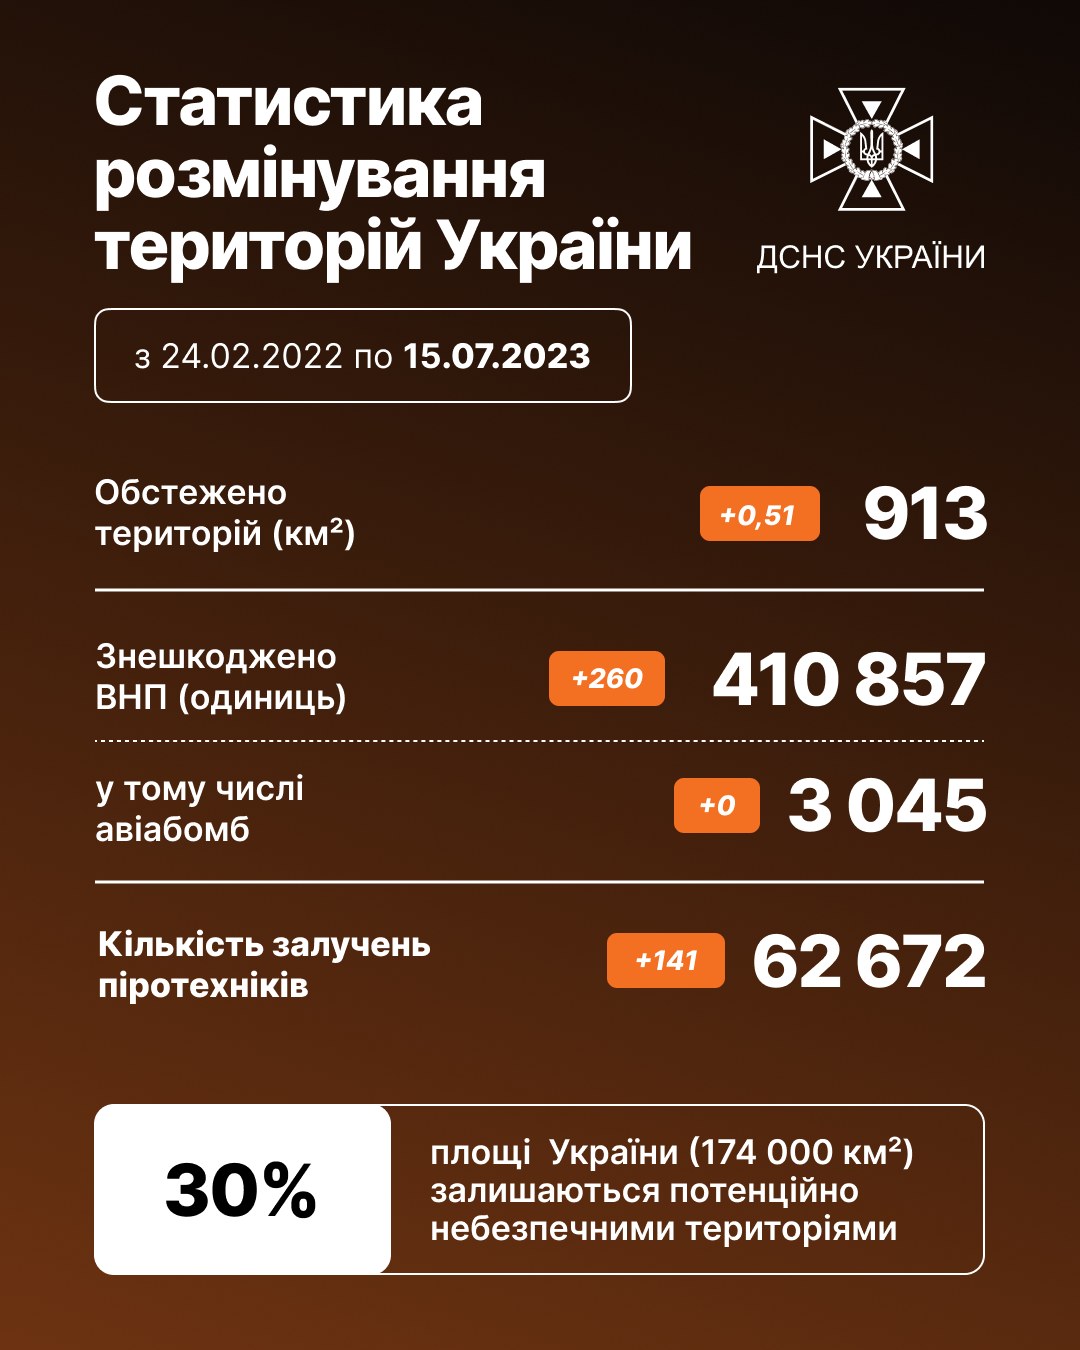 Статистика
розмінування
територій України
ДСНС УКРАЇНИ
з 24.02.2022 по 15.07.2023
Обстежено
територій (км²)
+0,51
913
Знешкоджено
ВНП (одиниць)
+260
410 857
у тому числі
авіабомб
+0
3 045
Кількість залучень
піротехніків
+141
62 672
30%
площі України (174 000 км²)
залишаються потенційно
небезпечними територіями